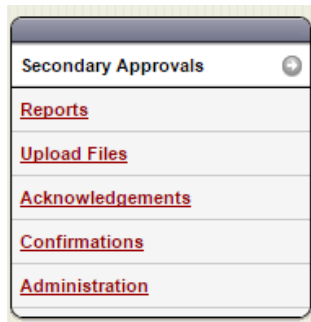 Secondary Approvals
Reports
Upload Files
Acknowledgements
Confirmations
Administration